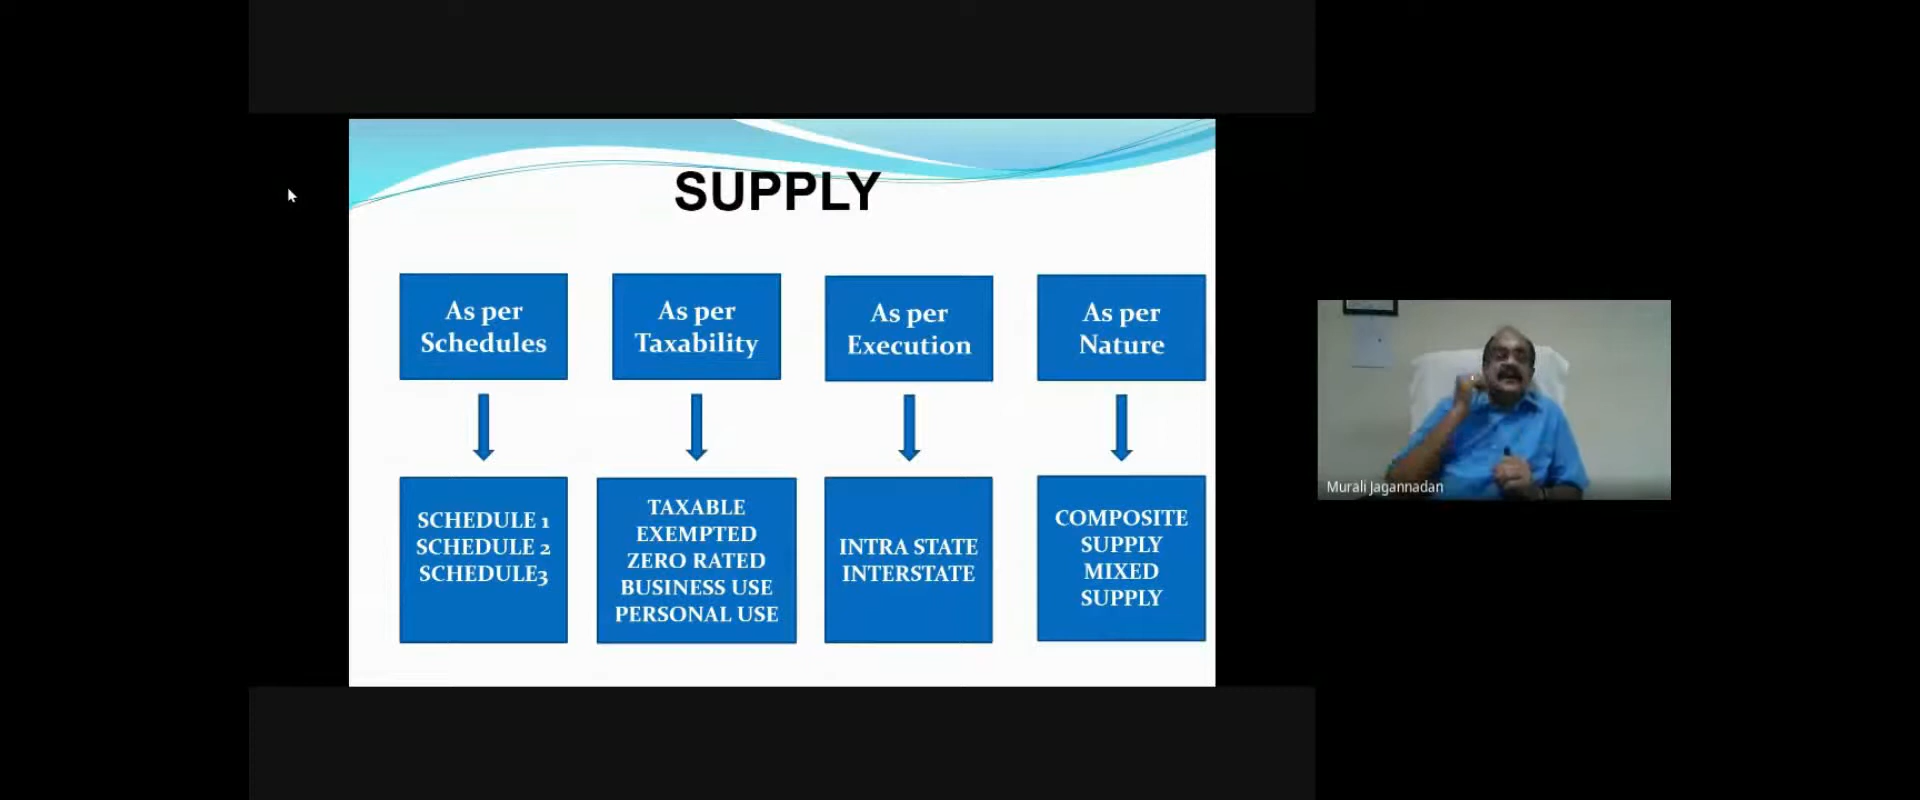 SUPPLY
As per
Schedules
As per
Taxability
As per
Execution
As per
Nature
SCHEDULE 1
SCHEDULE 2
SCHEDULE3
TAXABLE
EXEMPTED
ZERO RATED
BUSINESS USE
PERSONAL USE
INTRA STATE
INTERSTATE
COMPOSITE
SUPPLY
MIXED
SUPPLY
Murali Jagannadan